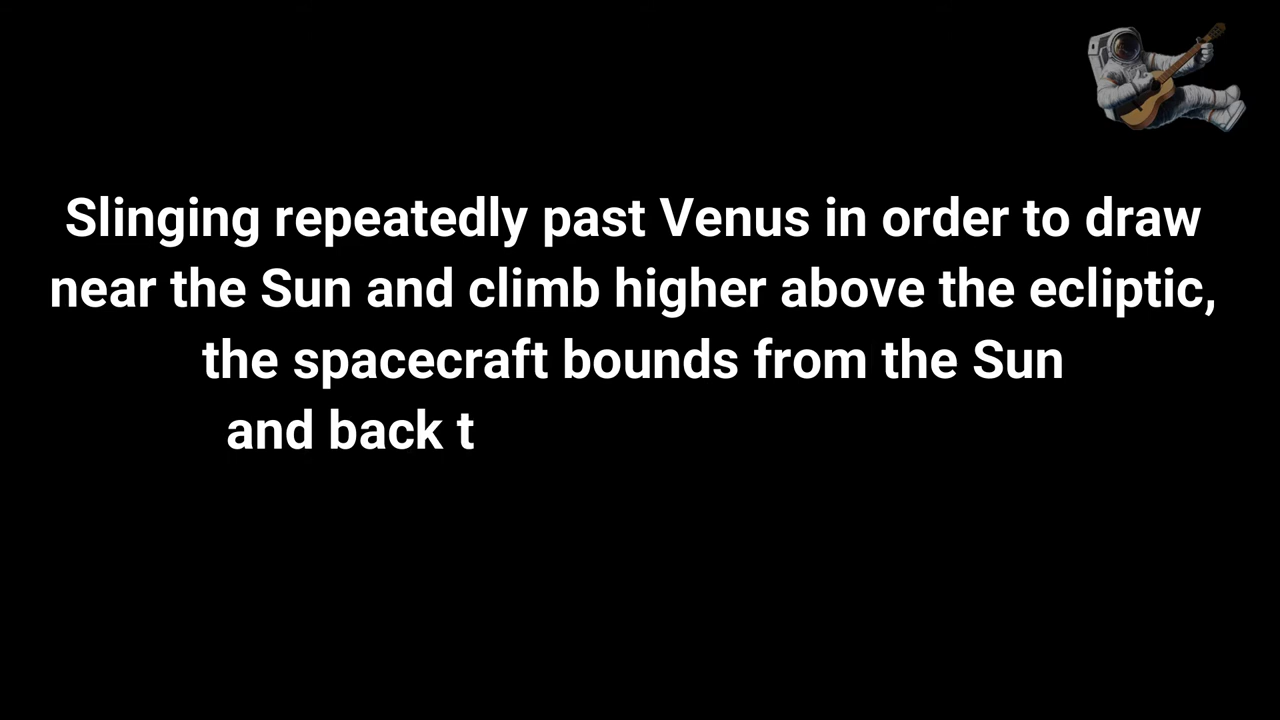 Slinging repeatedly past Venus in order to draw
near the Sun and climb higher above the ecliptic,
the spacecraft bounds from the Sun
and back t